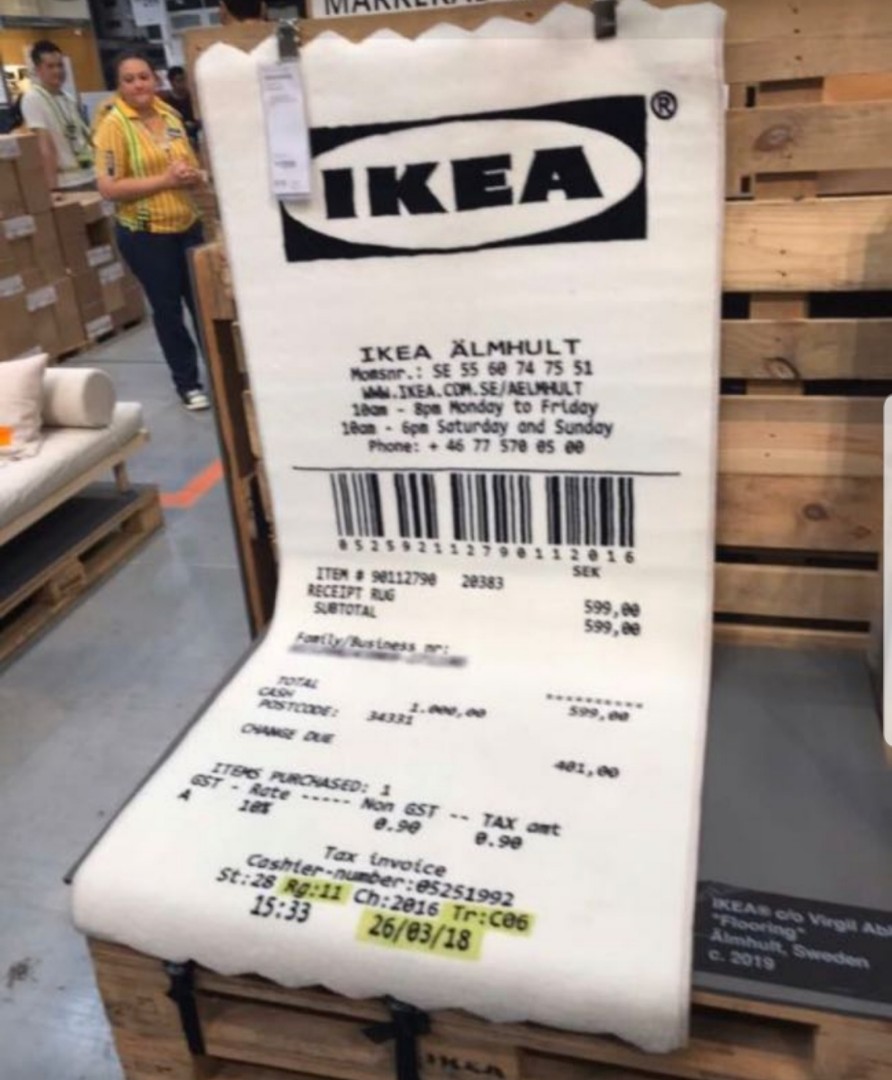 MARKERA
IKEA®
IKEA ÄLMHULT
Momsnr.: SE 55 60 74 75 51
WWW.IKEA.COM.SE/AELMHULT
10am - 8pm Monday to Friday
10am - 6pm Saturday and Sunday
Phone: + 46 77 570 05 00
052592112790112016
SEK
ITEM # 90112790 20383
RECEIPT RUG 599,00
SUBTOTAL 599,00
Family/Business nr:
----------
TOTAL 599,00
CASH 1.000,00
POSTCODE: 34331
CHANGE DUE 401,00
ITEMS PURCHASED: 1
GST - Rate ----- Non GST -- TAX amt
A 10% 0.90 0.90
Tax invoice
Cashier-number:05251992
St:28 Rg:11 Ch:2016 Tr:C06
15:33 26/03/18
IKEA® c/o Virgil Abl
"Flooring"
Älmhult, Sweden
c. 2019
IKEA